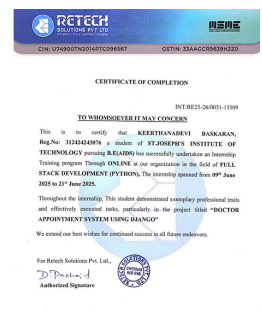 RETECH
SOLUTIONS PVT LTD
MSME
CIN: U74900TN2014PTC096567 GSTIN: 33AAGCR9639H2Z0
CERTIFICATE OF COMPLETION
INT:RE25-26/0031-13509
TO WHOMSOEVER IT MAY CONCERN
This is to certify that KEERTHANADEVI BASKARAN,
Reg.No: 312424243076 a student of ST.JOSEPH'S INSTITUTE OF
TECHNOLOGY pursuing B.E(AIDS) has successfully undertaken an Internship
Training program Through ONLINE at our organization in the field of FULL
STACK DEVELOPMENT (PYTHON), The internship spanned from 09th June
2025 to 21st June 2025.
Throughout the internship, This student demonstrated exemplary professional traits
and effectively executed tasks, particularly in the project titled "DOCTOR
APPOINTMENT SYSTEM USING DJANGO"
We extend our best wishes for continued success in all future endeavors.
For Retech Solutions Pvt. Ltd.,
Authorized Signature